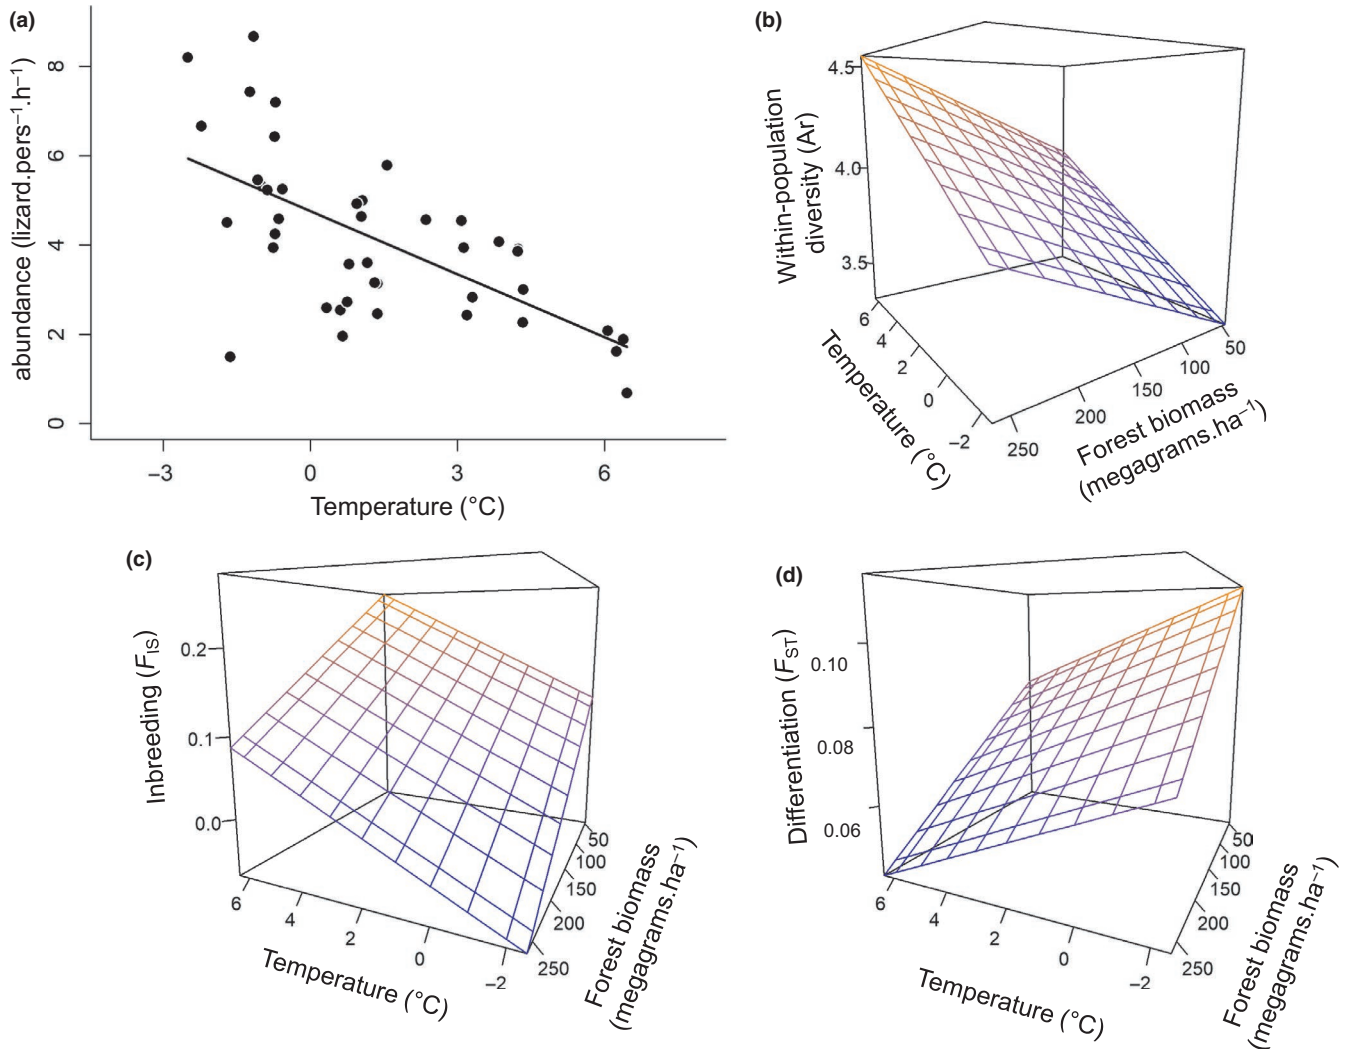 (a)
abundance (lizard.pers⁻¹.h⁻¹)
8
6
4
2
0
−3 0 3 6
Temperature (°C)
(b)
Within-population
diversity (Ar)
4.5
4.0
3.5
6
4
2
0
−2
Temperature (°C)
50
100
150
200
250
Forest biomass
(megagrams.ha⁻¹)
(c)
Inbreeding (F_IS)
0.2
0.1
0.0
6
4
2
0
−2
Temperature (°C)
50
100
150
200
250
Forest biomass
(megagrams.ha⁻¹)
(d)
Differentiation (F_ST)
0.10
0.08
0.06
6
4
2
0
−2
Temperature (°C)
50
100
150
200
250
Forest biomass
(megagrams.ha⁻¹)